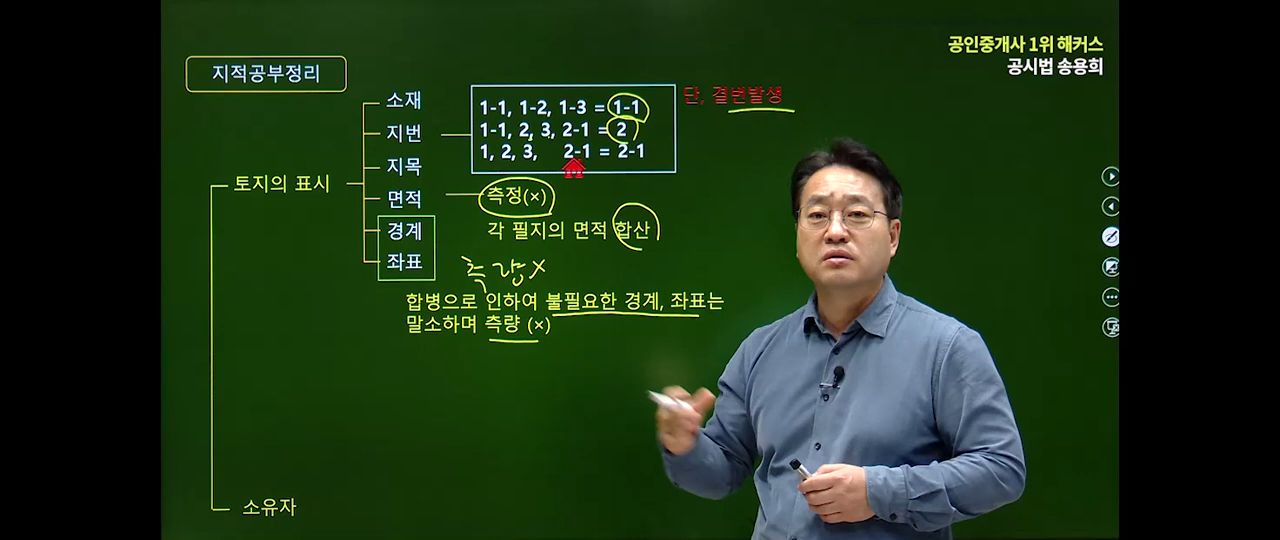 공인중개사 1위 해커스
공시법 송용희
지적공부정리
소재
지번
지목
면적
경계
좌표
토지의 표시
1-1, 1-2, 1-3 = 1-1
1-1, 2, 3, 2-1 = 2
1, 2, 3, 2-1 = 2-1
단, 결번발생
측정(×)
각 필지의 면적 합산
측량×
합병으로 인하여 불필요한 경계, 좌표는
말소하며 측량 (×)
소유자